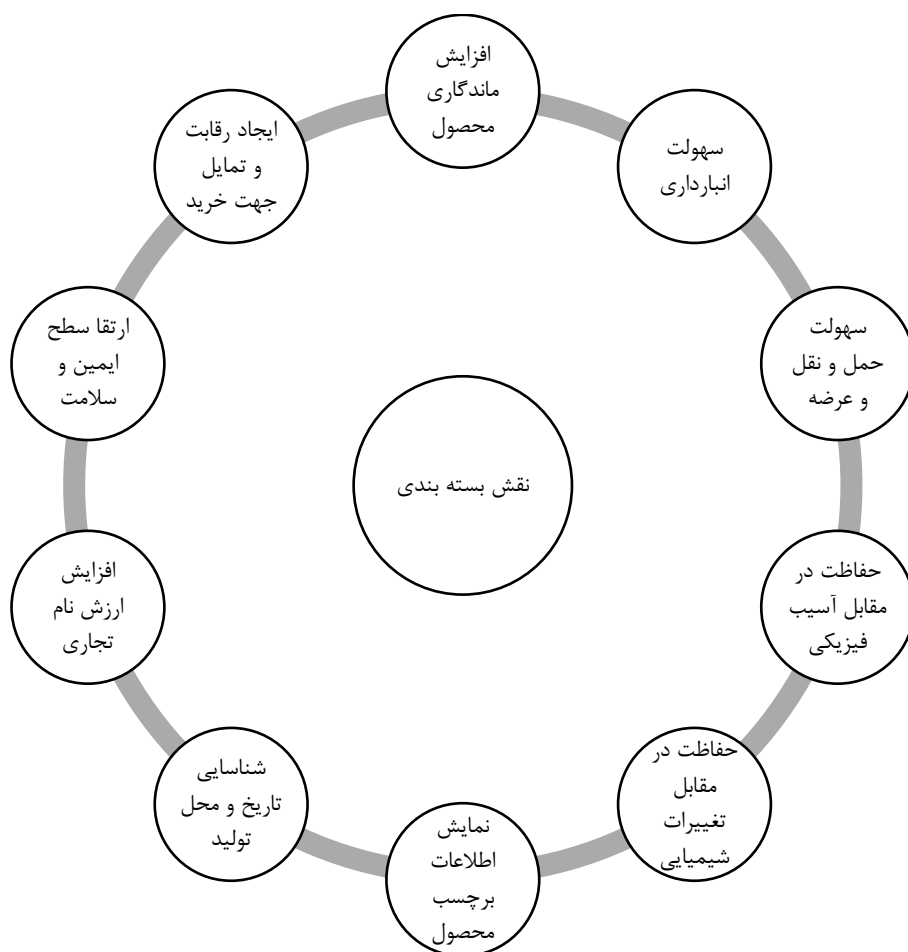 افزایش
ماندگاری
محصول
سهولت
انبارداری
سهولت
حمل و نقل
و عرضه
حفاظت در
مقابل آسیب
فیزیکی
حفاظت در
مقابل
تغییرات
شیمیایی
نمایش
اطلاعات
برچسب
محصول
شناسایی
تاریخ و محل
تولید
افزایش
ارزش نام
تجاری
ارتقا سطح
ایمین و
سلامت
ایجاد رقابت
و تمایل
جهت خرید
نقش بسته بندی